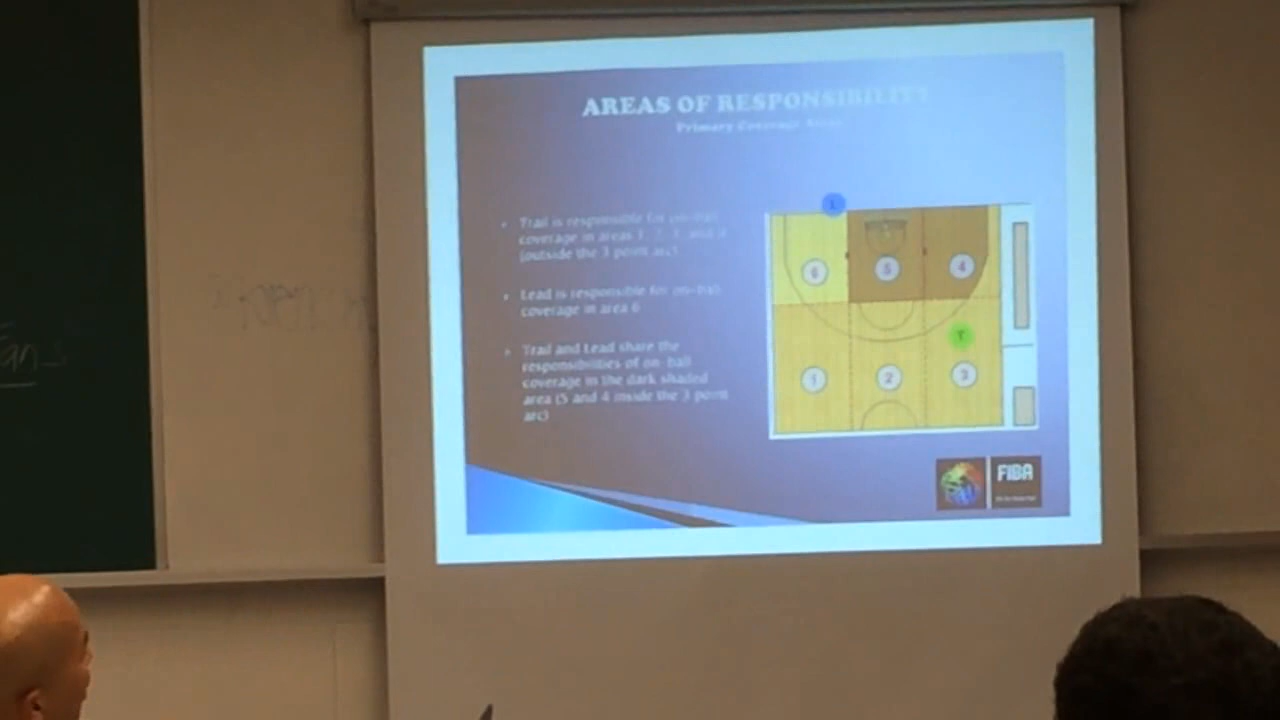 AREAS OF RESPONSIBILITY
Primary Coverage Areas
Trail is responsible for on-ball
coverage in areas 1, 2, 3, and 4
(outside the 3 point arc)
Lead is responsible for on-ball
coverage in area 6
Trail and Lead share the
responsibilities of on-ball
coverage in the dark shaded
area (5 and 4 inside the 3 point
arc)
L
6 5 4
T
1 2 3
FIBA